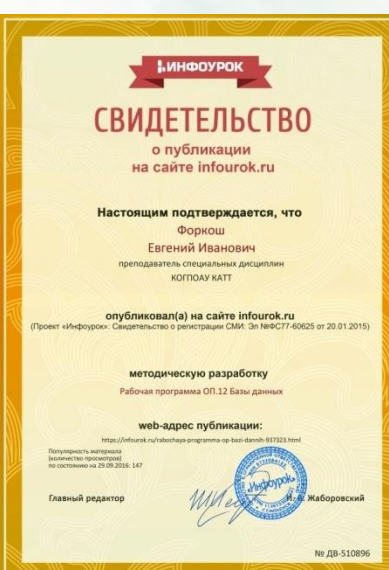 ИНФОУРОК
СВИДЕТЕЛЬСТВО
о публикации
на сайте infourok.ru
Настоящим подтверждается, что
Форкош
Евгений Иванович
преподаватель специальных дисциплин
КОГПОАУ КАТТ
опубликовал(а) на сайте infourok.ru
(Проект «Инфоурок»: Свидетельство о регистрации СМИ: Эл №ФС77-60625 от 20.01.2015)
методическую разработку
Рабочая программа ОП.12 Базы данных
web-адрес публикации:
https://infourok.ru/rabochaya-programma-op-bazi-dannih-937323.html
Популярность материала
(количество просмотров)
по состоянию на 29.09.2016: 147
Инфоурок
Главный редактор И. Жаборовский
№ ДВ-510896